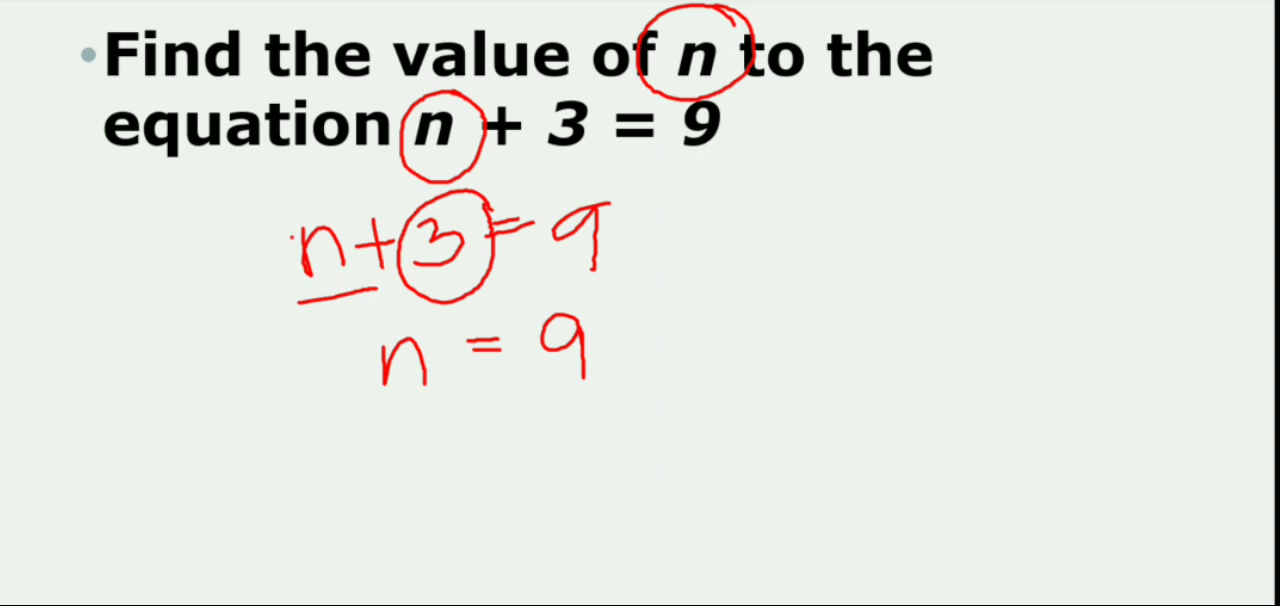 •Find the value of n to the
equation n + 3 = 9
n+3=9
n = 9